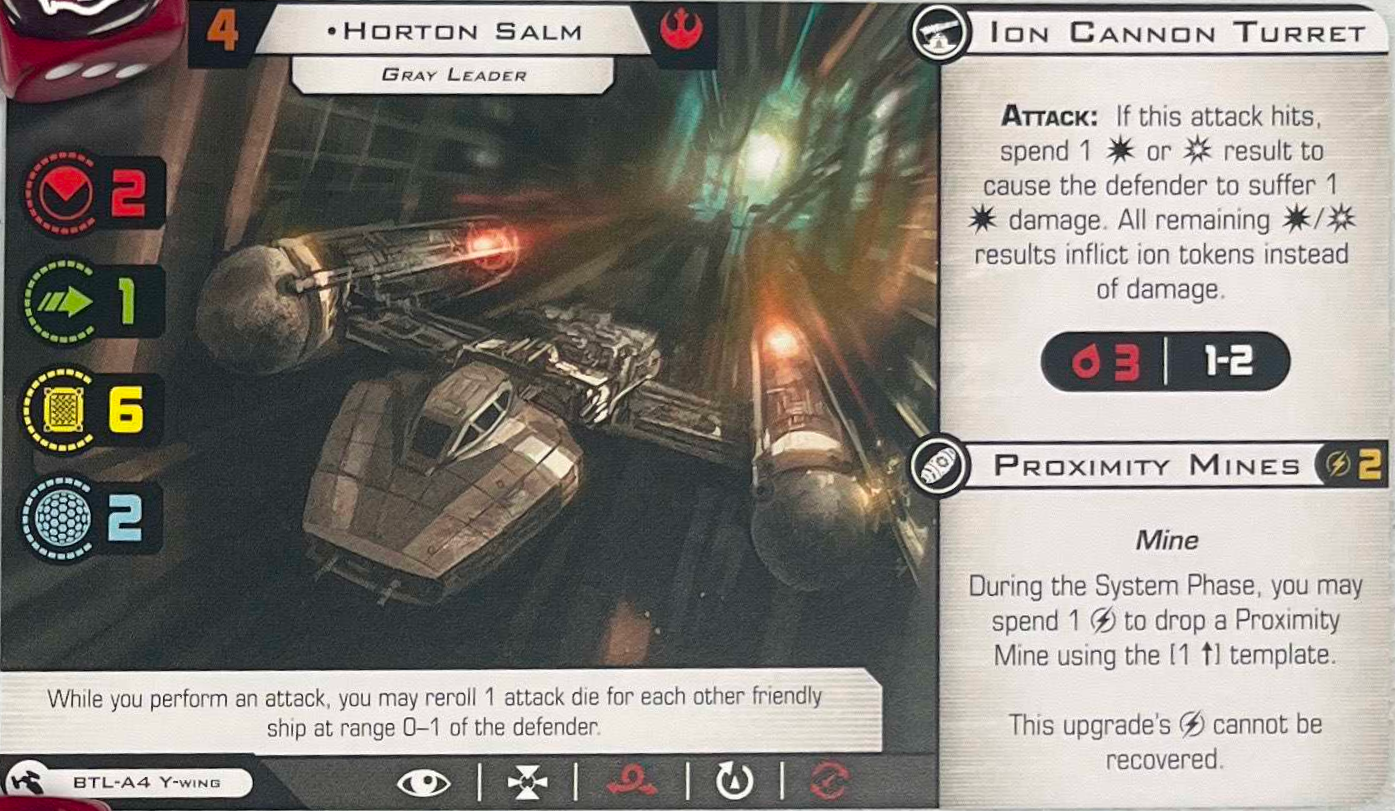 4
•Horton Salm
Gray Leader
2
1
6
2
While you perform an attack, you may reroll 1 attack die for each other friendly
ship at range 0–1 of the defender.
BTL-A4 Y-wing
Ion Cannon Turret
Attack: If this attack hits,
spend 1 or result to
cause the defender to suffer 1
damage. All remaining /
results inflict ion tokens instead
of damage.
3 | 1-2
Proximity Mines 2
Mine
During the System Phase, you may
spend 1 to drop a Proximity
Mine using the [1 ⬆] template.
This upgrade's cannot be
recovered.